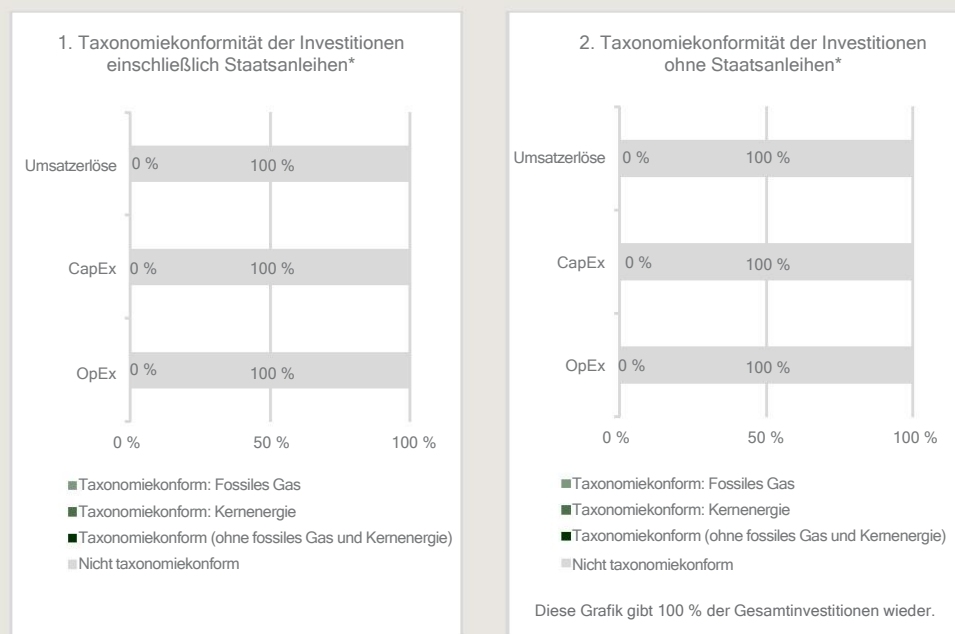 1. Taxonomiekonformität der Investitionen
einschließlich Staatsanleihen*
Umsatzerlöse 0 % 100 %
CapEx 0 % 100 %
OpEx 0 % 100 %
0 % 50 % 100 %
Taxonomiekonform: Fossiles Gas
Taxonomiekonform: Kernenergie
Taxonomiekonform (ohne fossiles Gas und Kernenergie)
Nicht taxonomiekonform
2. Taxonomiekonformität der Investitionen
ohne Staatsanleihen*
Umsatzerlöse 0 % 100 %
CapEx 0 % 100 %
OpEx 0 % 100 %
0 % 50 % 100 %
Taxonomiekonform: Fossiles Gas
Taxonomiekonform: Kernenergie
Taxonomiekonform (ohne fossiles Gas und Kernenergie)
Nicht taxonomiekonform
Diese Grafik gibt 100 % der Gesamtinvestitionen wieder.